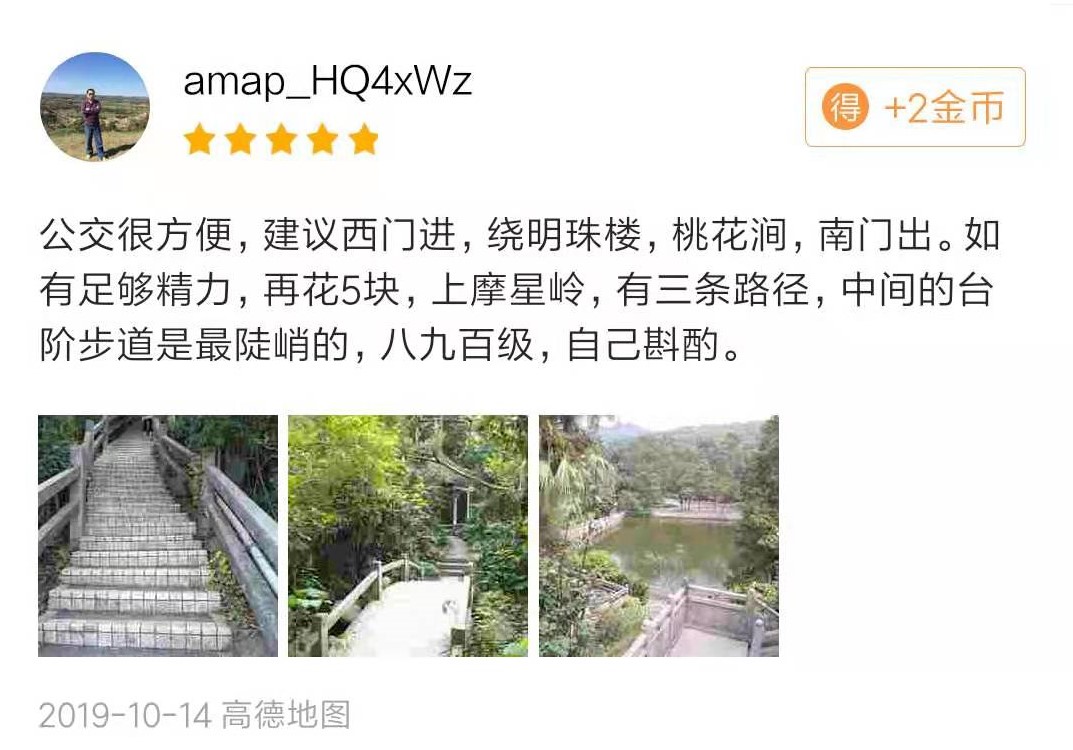 amap_HQ4xWz
得 +2金币
公交很方便，建议西门进，绕明珠楼，桃花涧，南门出。如
有足够精力，再花5块，上摩星岭，有三条路径，中间的台
阶步道是最陡峭的，八九百级，自己斟酌。
2019-10-14 高德地图